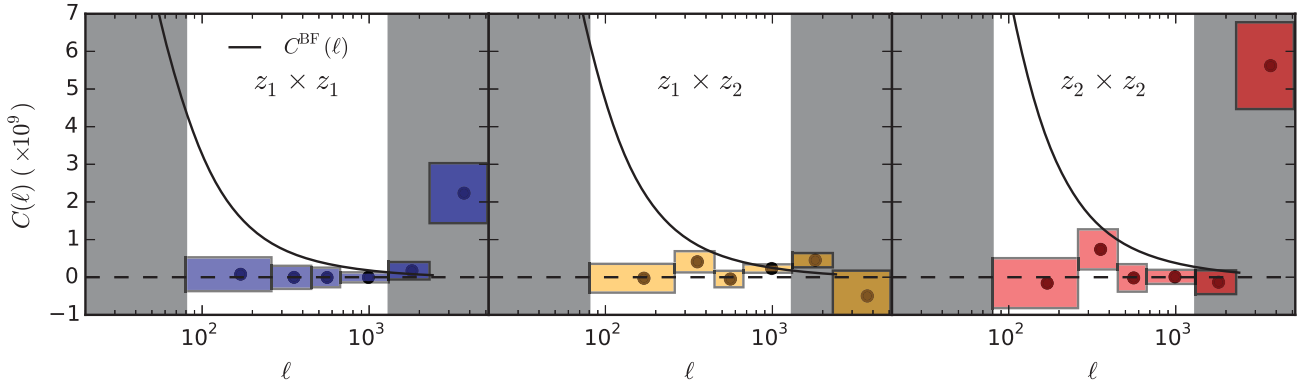 7
6
5
4
3
2
1
0
−1
C(ℓ) ( ×10⁹)
C^BF (ℓ)
z₁ × z₁
z₁ × z₂
z₂ × z₂
10² 10³ 10² 10³ 10² 10³
ℓ ℓ ℓ